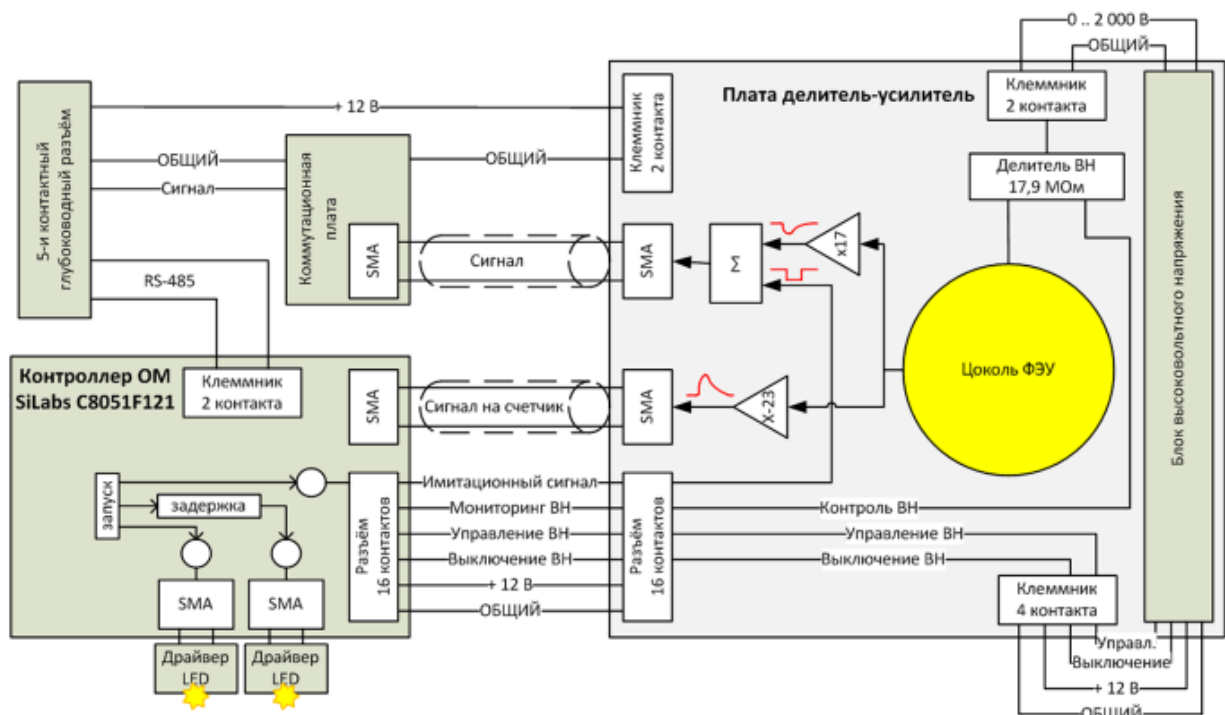 0 .. 2 000 В
ОБЩИЙ
Плата делитель-усилитель
Клеммник
2 контакта
Делитель ВН
17,9 МОм
Цоколь ФЭУ
Блок высоковольтного напряжения
5-и контактный
глубоководный разъём
+ 12 В
ОБЩИЙ
Сигнал
RS-485
Коммутационная
плата
SMA
ОБЩИЙ
Клеммник
2 контакта
Сигнал
SMA
Σ
x17
Контроллер ОМ
SiLabs C8051F121
Клеммник
2 контакта
SMA
Сигнал на счетчик
SMA
X-23
запуск
задержка
SMA
SMA
Драйвер
LED
Драйвер
LED
Разъём
16 контактов
Имитационный сигнал
Мониторинг ВН
Управление ВН
Выключение ВН
+ 12 В
ОБЩИЙ
Разъём
16 контактов
Контроль ВН
Управление ВН
Выключение ВН
Клеммник
4 контакта
Управл.
Выключение
+ 12 В
ОБЩИЙ